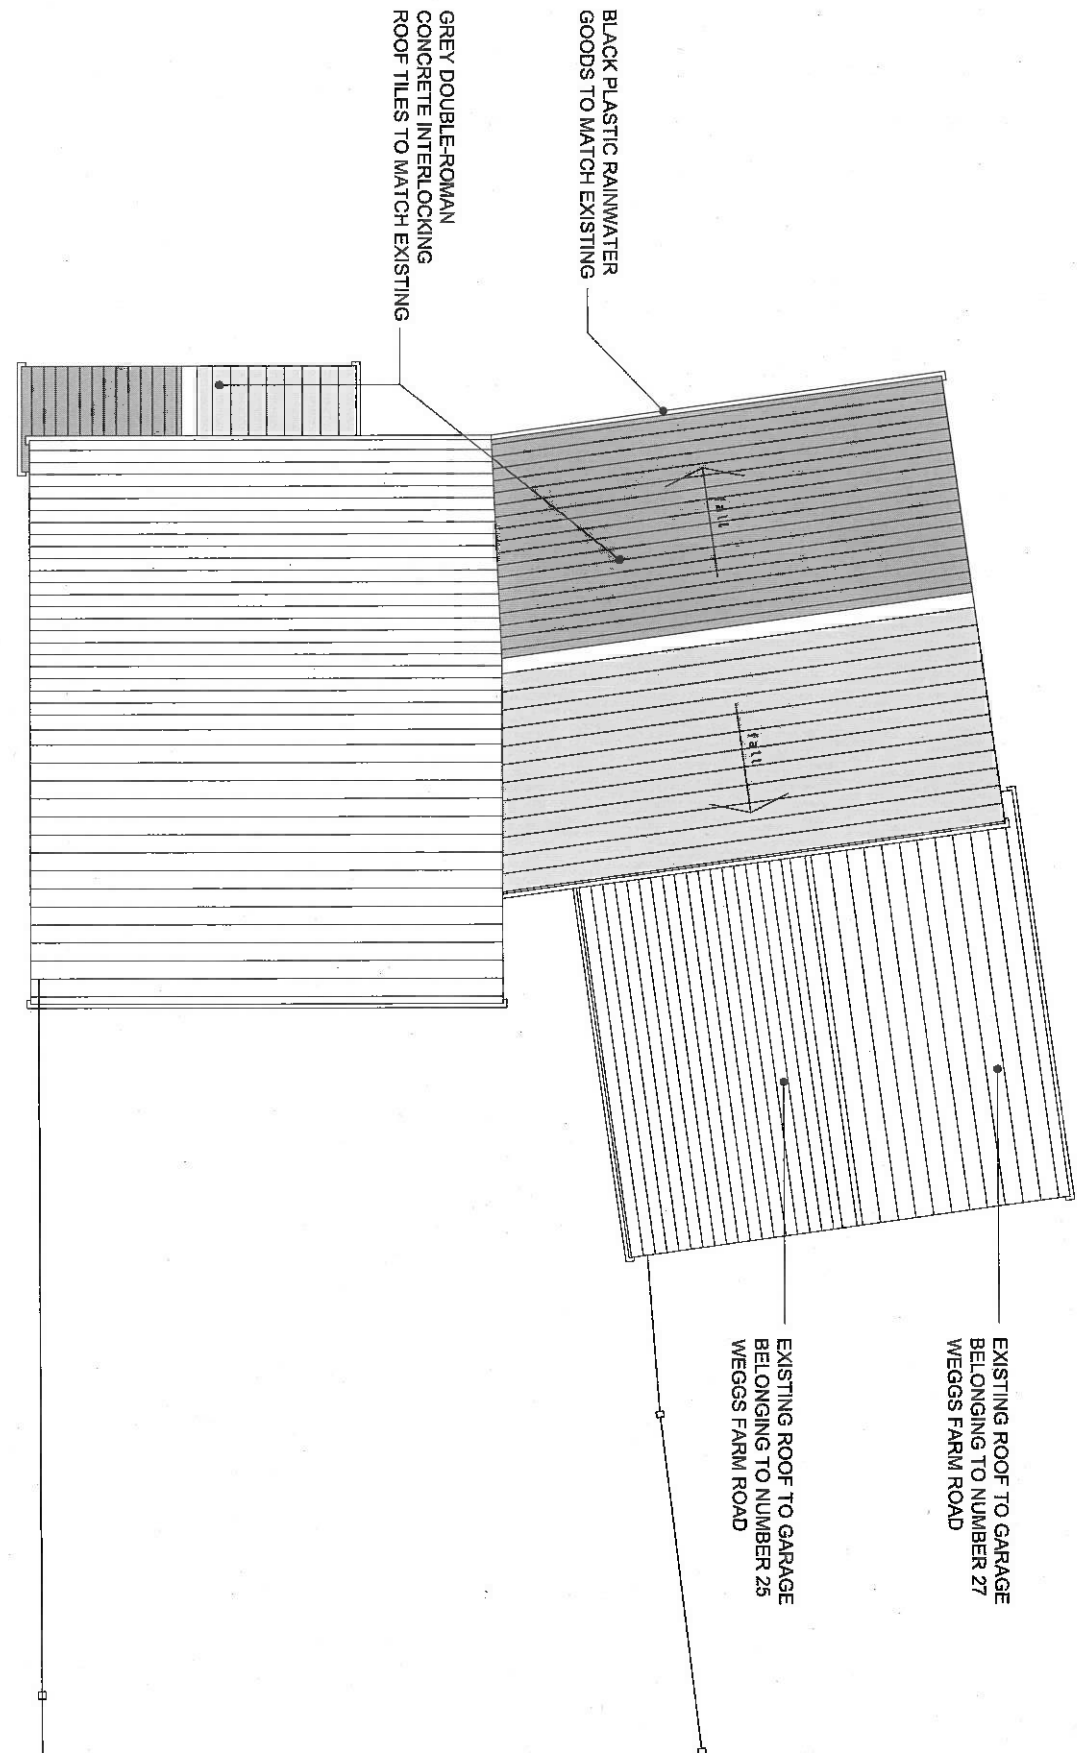 BLACK PLASTIC RAINWATER
GOODS TO MATCH EXISTING
GREY DOUBLE-ROMAN
CONCRETE INTERLOCKING
ROOF TILES TO MATCH EXISTING
fall
fall
EXISTING ROOF TO GARAGE
BELONGING TO NUMBER 27
WEGGS FARM ROAD
EXISTING ROOF TO GARAGE
BELONGING TO NUMBER 25
WEGGS FARM ROAD